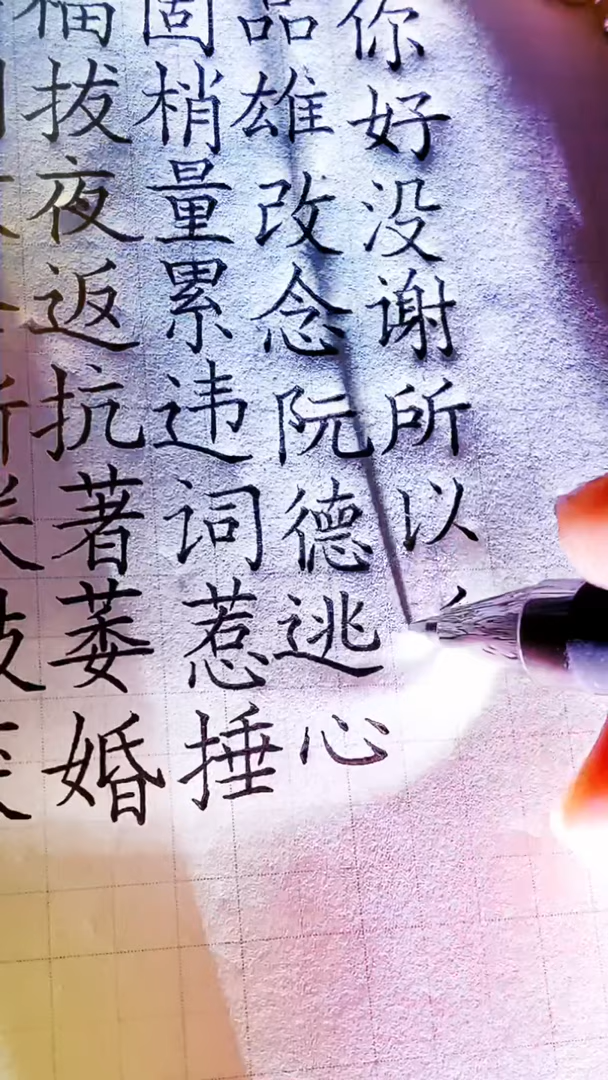 福拔夜返抗著萎婚
固梢量累违词惹捶
品雄改念阮德逃心
你好没谢所以